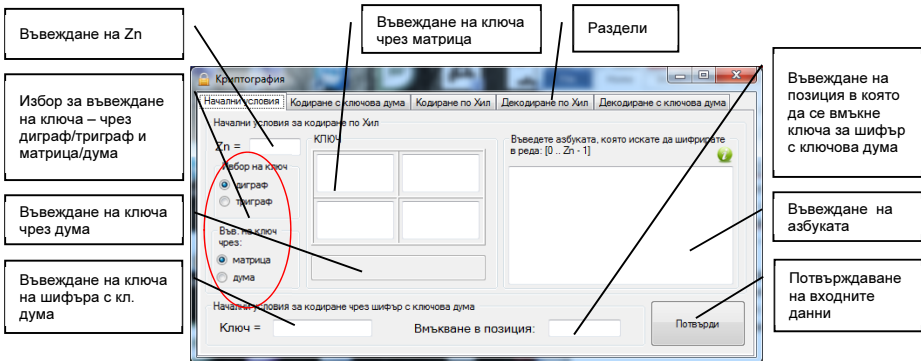 Въвеждане на Zn
Въвеждане на ключа
чрез матрица
Раздели
Избор за въвеждане
на ключа – чрез
диграф/триграф и
матрица/дума
Въвеждане на ключа
чрез дума
Въвеждане на ключа
на шифъра с кл.
дума
Криптография
Начални условия
Кодиране с ключова дума
Кодиране по Хил
Декодиране по Хил
Декодиране с ключова дума
Начални условия за кодиране по Хил
Zn =
Избор на ключ
диграф
триграф
Във. на ключ
чрез:
матрица
дума
КЛЮЧ
Въведете азбуката, която искате да шифрирате
в реда: [0 .. Zn - 1]
Начални условия за кодиране чрез шифър с ключова дума
Ключ =
Вмъкване в позиция:
Потвърди
Въвеждане на
позиция в която
да се вмъкне
ключа за шифър
с ключова дума
Въвеждане на
азбуката
Потвърждаване
на входните
данни